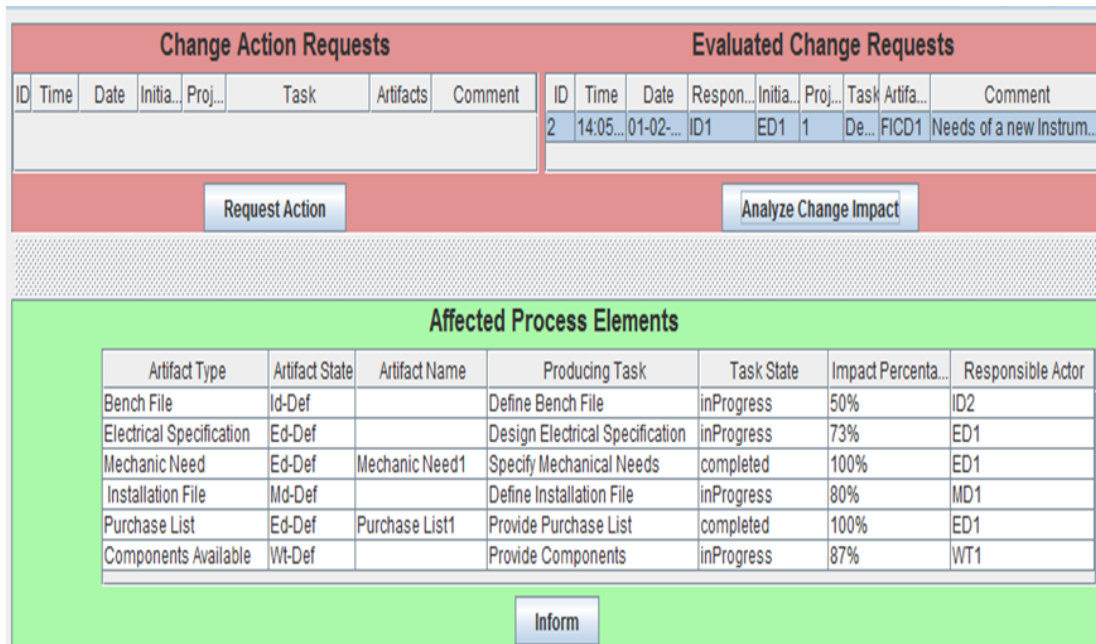 Change Action Requests
Evaluated Change Requests
ID Time Date Initia... Proj... Task Artifacts Comment
ID Time Date Respon... Initia... Proj... Task Artifa... Comment
2 14:05... 01-02-... ID1 ED1 1 De... FICD1 Needs of a new Instrum...
Request Action
Analyze Change Impact
Affected Process Elements
Artifact Type Artifact State Artifact Name Producing Task Task State Impact Percenta... Responsible Actor
Bench File Id-Def Define Bench File inProgress 50% ID2
Electrical Specification Ed-Def Design Electrical Specification inProgress 73% ED1
Mechanic Need Ed-Def Mechanic Need1 Specify Mechanical Needs completed 100% ED1
Installation File Md-Def Define Installation File inProgress 80% MD1
Purchase List Ed-Def Purchase List1 Provide Purchase List completed 100% ED1
Components Available Wt-Def Provide Components inProgress 87% WT1
Inform